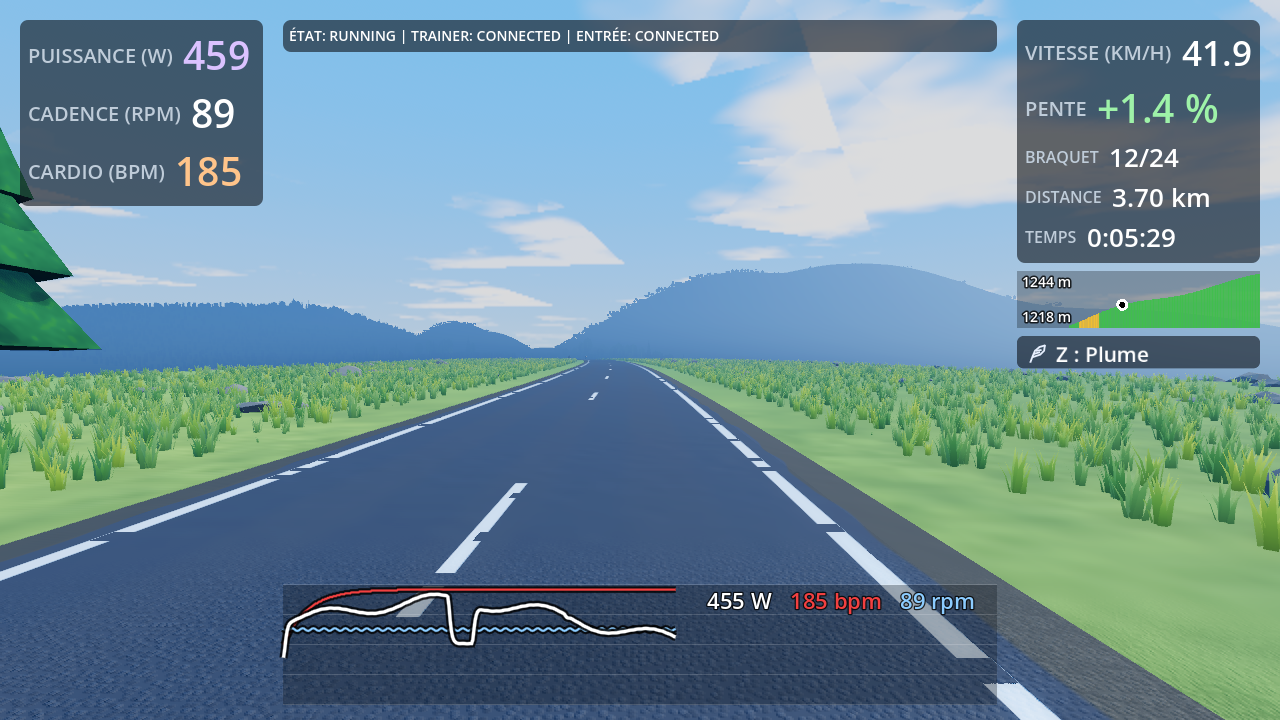 PUISSANCE (W) 459
CADENCE (RPM) 89
CARDIO (BPM) 185
ÉTAT: RUNNING | TRAINER: CONNECTED | ENTRÉE: CONNECTED
VITESSE (KM/H) 41.9
PENTE +1.4 %
BRAQUET 12/24
DISTANCE 3.70 km
TEMPS 0:05:29
1244 m
1218 m
Z : Plume
455 W 185 bpm 89 rpm